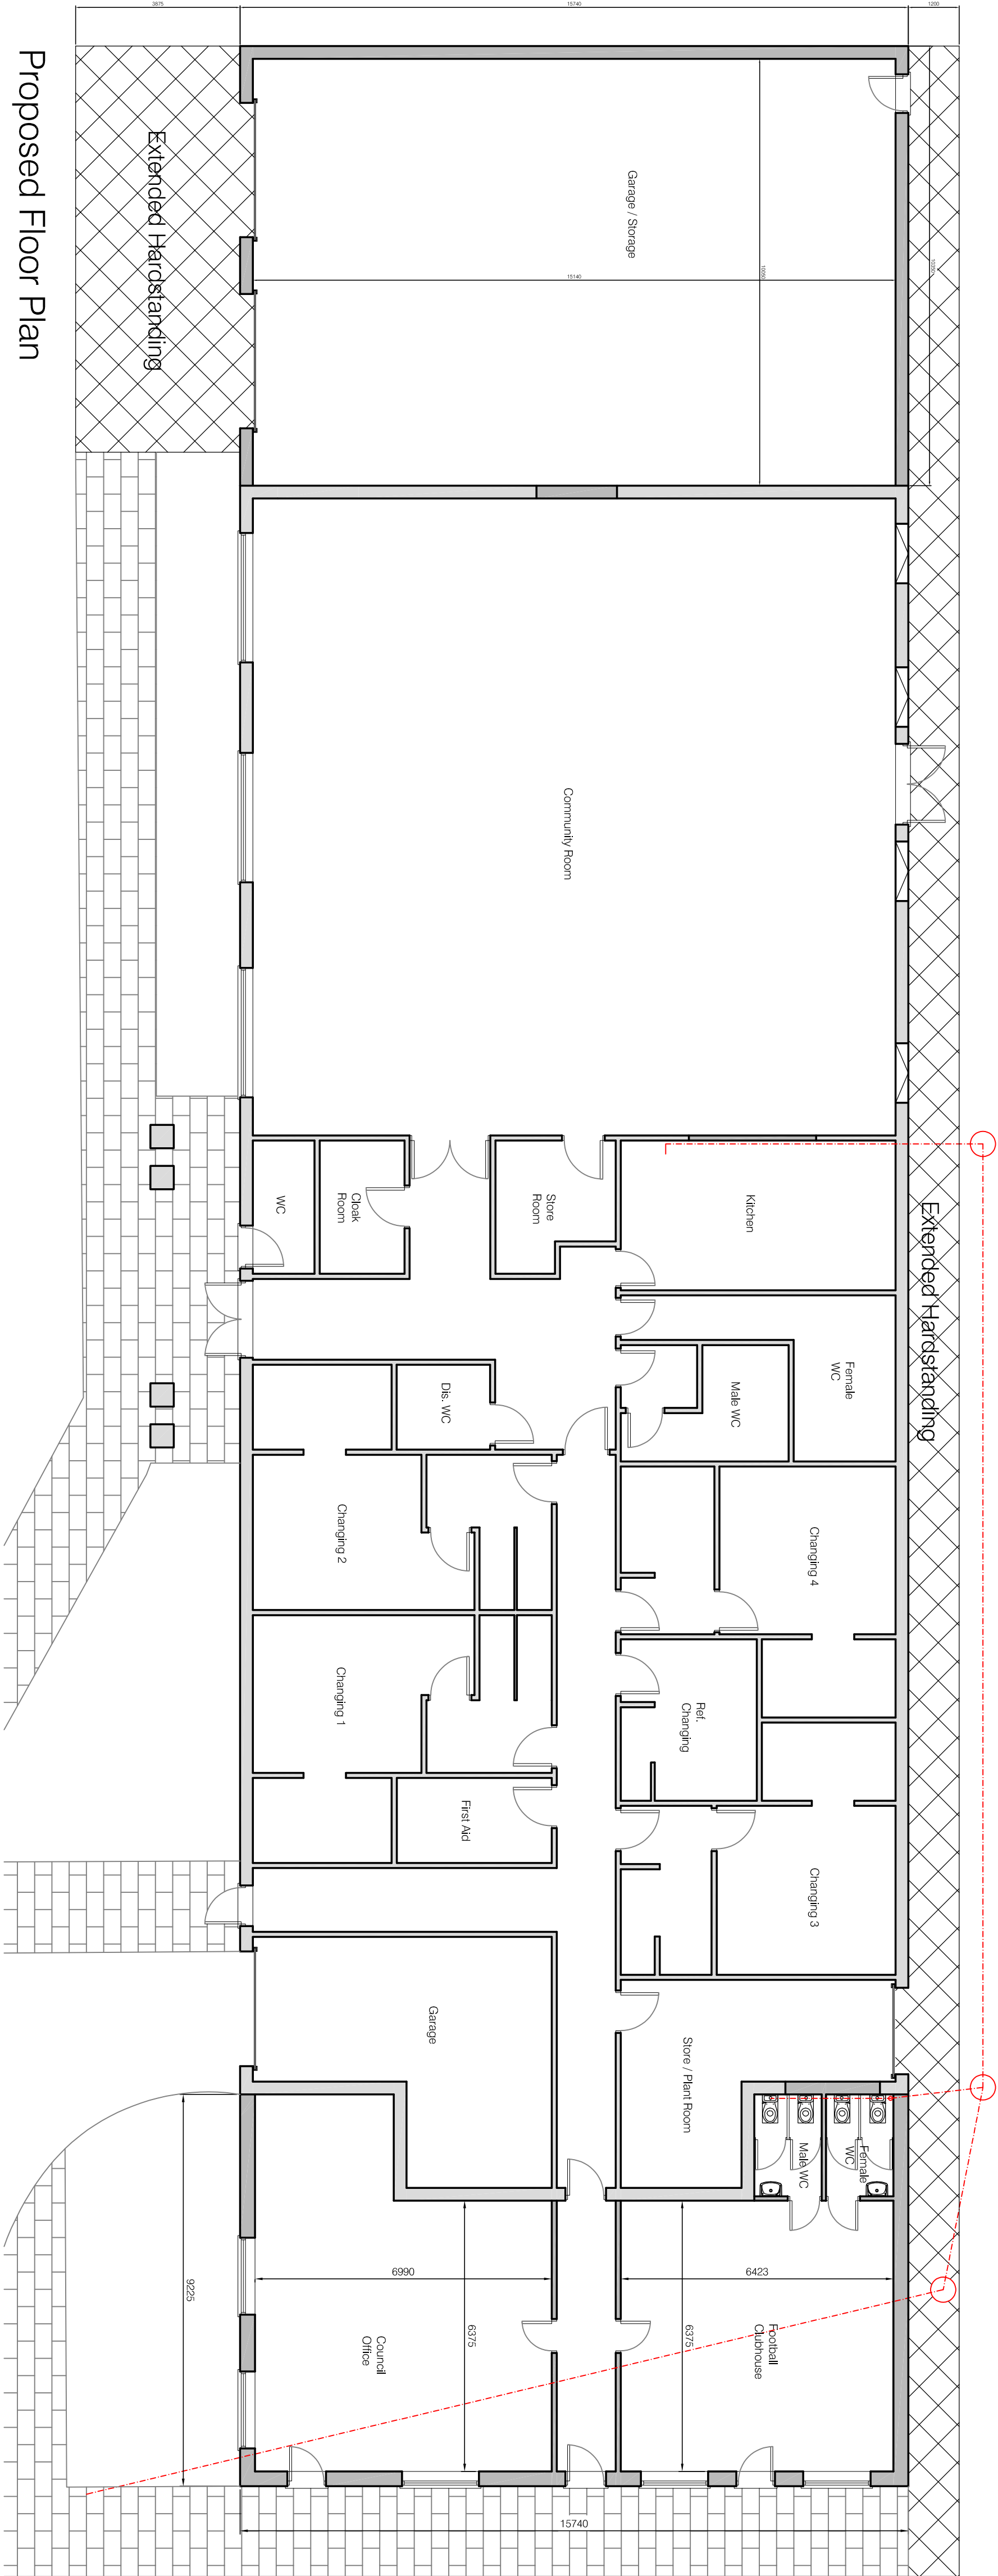 Proposed Floor Plan
3875
15740
1200
Extended Hardstanding
Garage / Storage
15140
10050
10350
Community Room
Extended Hardstanding
WC
Cloak
Room
Store
Room
Kitchen
Female
WC
Male WC
Dis. WC
Changing 2
Changing 4
Changing 1
Ref.
Changing
First Aid
Changing 3
Garage
Store / Plant Room
Male WC
Female
WC
9225
6990
6375
Council
Office
6375
6423
Football
Clubhouse
15740